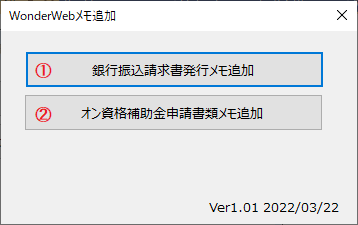 WonderWebメモ追加
① 銀行振込請求書発行メモ追加
② オン資格補助金申請書類メモ追加
Ver1.01 2022/03/22